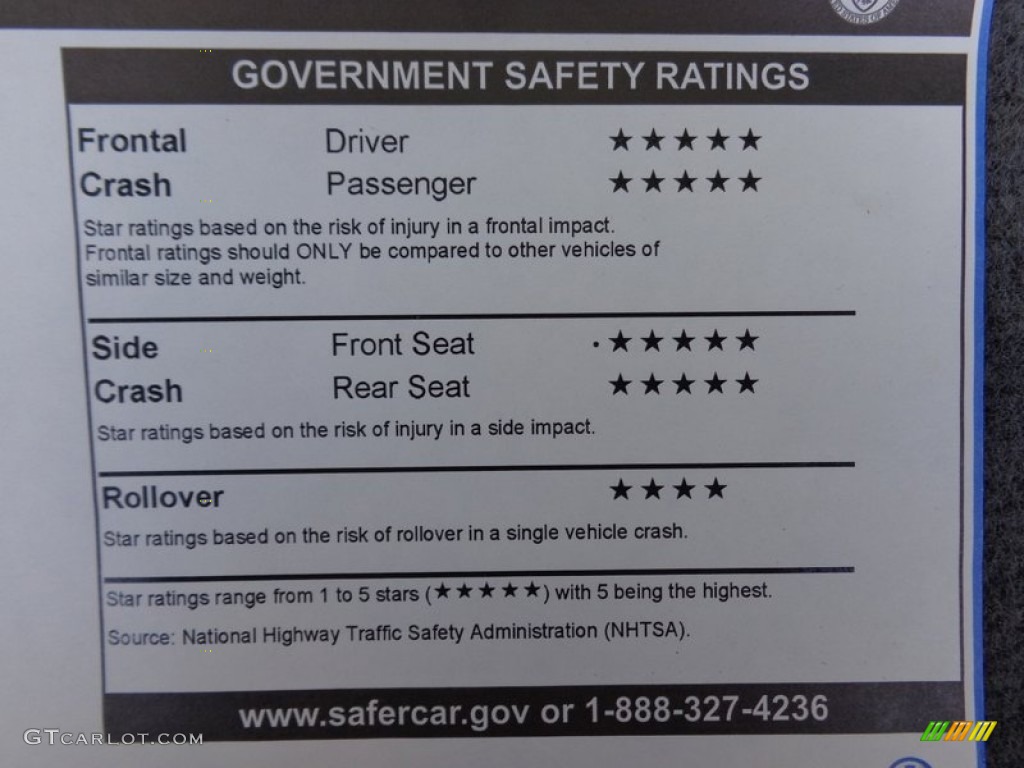 GOVERNMENT SAFETY RATINGS
Frontal Driver ★★★★★
Crash Passenger ★★★★★
Star ratings based on the risk of injury in a frontal impact.
Frontal ratings should ONLY be compared to other vehicles of
similar size and weight.
Side Front Seat ★★★★★
Crash Rear Seat ★★★★★
Star ratings based on the risk of injury in a side impact.
Rollover ★★★★
Star ratings based on the risk of rollover in a single vehicle crash.
Star ratings range from 1 to 5 stars (★★★★★) with 5 being the highest.
Source: National Highway Traffic Safety Administration (NHTSA).
www.safercar.gov or 1-888-327-4236
GTCARLOT.COM